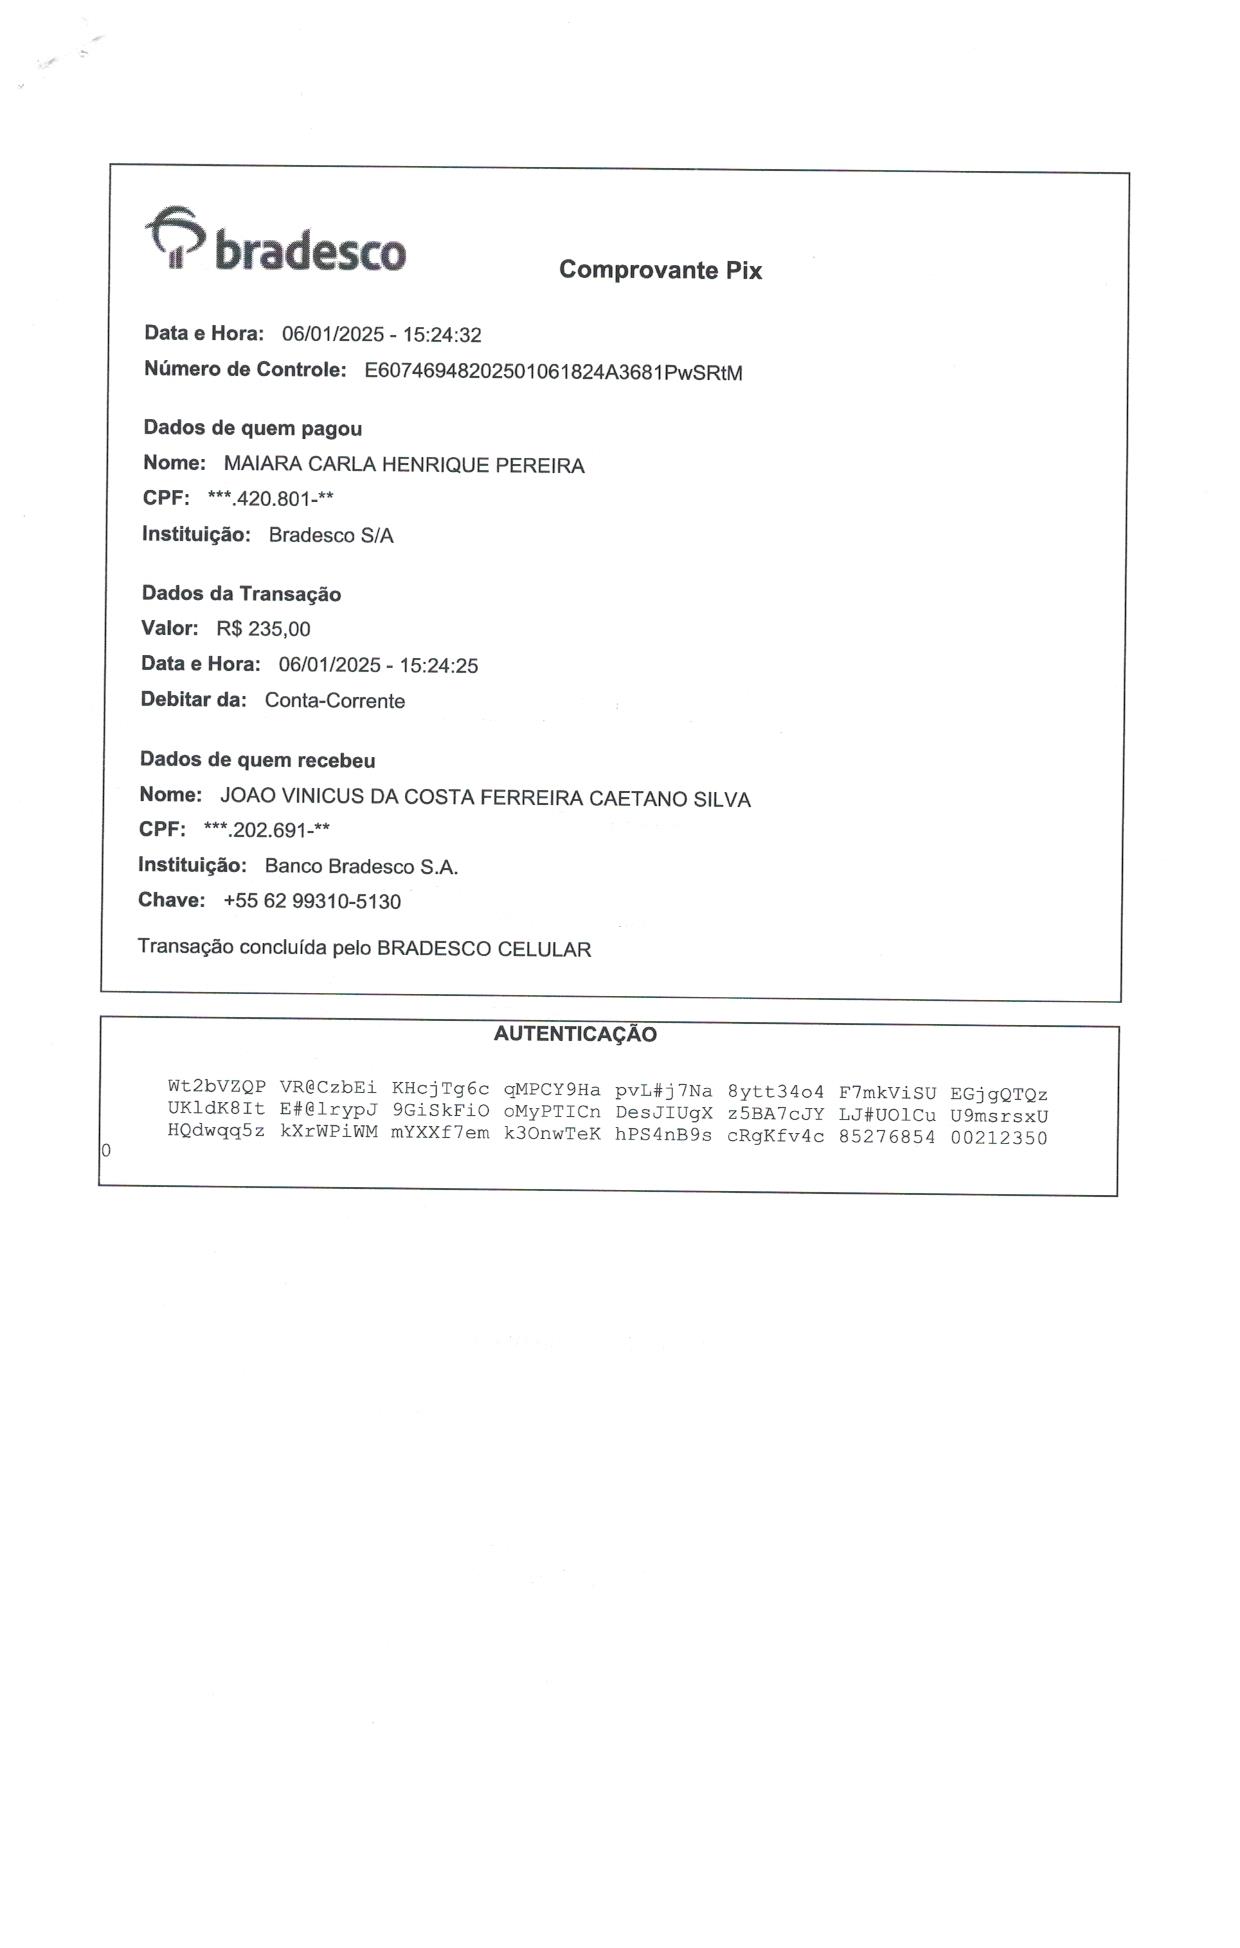 bradesco
Comprovante Pix
Data e Hora: 06/01/2025 - 15:24:32
Número de Controle: E60746948202501061824A3681PwSRtM
Dados de quem pagou
Nome: MAIARA CARLA HENRIQUE PEREIRA
CPF: ***.420.801-**
Instituição: Bradesco S/A
Dados da Transação
Valor: R$ 235,00
Data e Hora: 06/01/2025 - 15:24:25
Debitar da: Conta-Corrente
Dados de quem recebeu
Nome: JOAO VINICUS DA COSTA FERREIRA CAETANO SILVA
CPF: ***.202.691-**
Instituição: Banco Bradesco S.A.
Chave: +55 62 99310-5130
Transação concluída pelo BRADESCO CELULAR
AUTENTICAÇÃO
Wt2bVZQP VR@CzbEi KHcjTg6c qMPCY9Ha pvL#j7Na 8ytt34o4 F7mkViSU EGjgQTQz
UKldK8It E#@lrypJ 9GiSkFiO oMyPTICn DesJIUgX z5BA7cJY LJ#UOlCu U9msrsxU
HQdwqq5z kXrWPiWM mYXXf7em k3OnwTeK hPS4nB9s cRgKfv4c 85276854 00212350
0